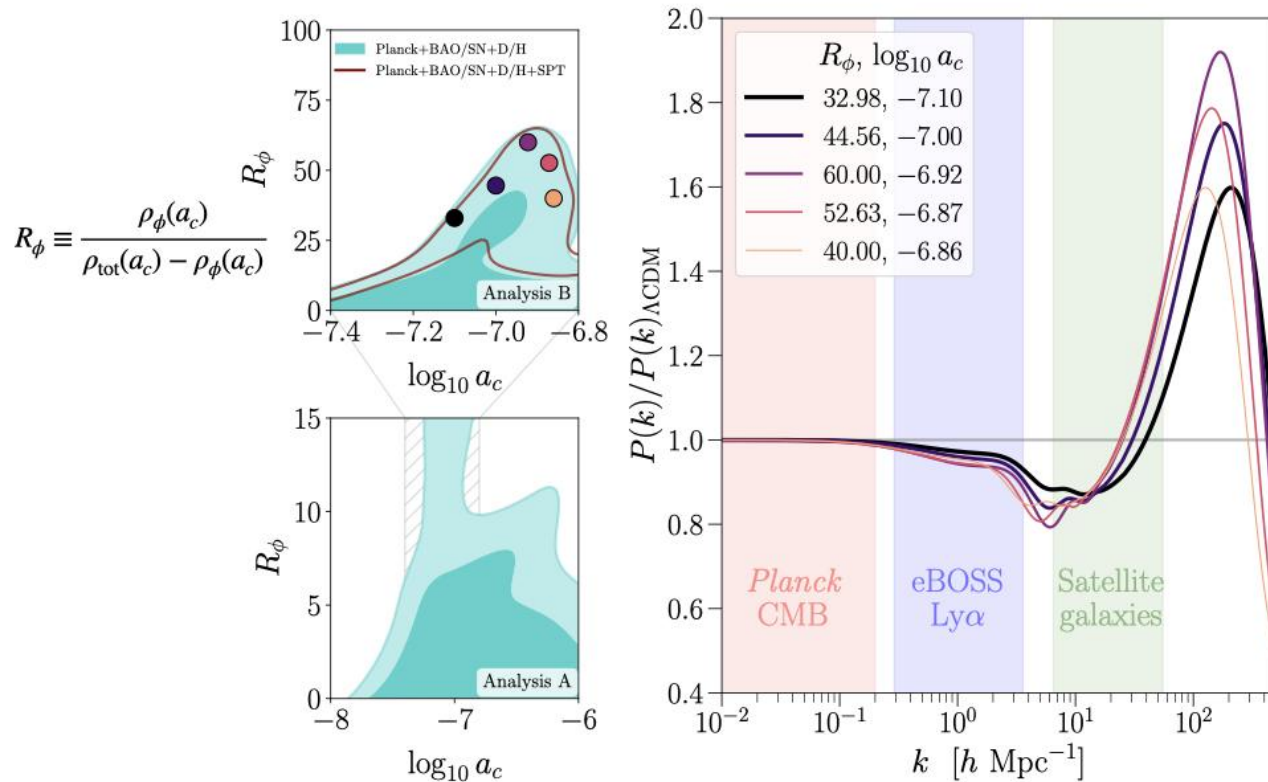 R_ϕ ≡ ρ_ϕ(a_c) / (ρ_tot(a_c) − ρ_ϕ(a_c))
100
75
50
25
0
R_ϕ
Planck+BAO/SN+D/H
Planck+BAO/SN+D/H+SPT
Analysis B
−7.4
−7.2
−7.0
−6.8
log₁₀ a_c
15
10
5
0
R_ϕ
Analysis A
−8
−7
−6
log₁₀ a_c
2.0
1.8
1.6
1.4
1.2
1.0
0.8
0.6
0.4
P(k)/P(k)_ΛCDM
R_ϕ, log₁₀ a_c
32.98, −7.10
44.56, −7.00
60.00, −6.92
52.63, −6.87
40.00, −6.86
Planck
CMB
eBOSS
Lyα
Satellite
galaxies
10⁻²
10⁻¹
10⁰
10¹
10²
k [h Mpc⁻¹]